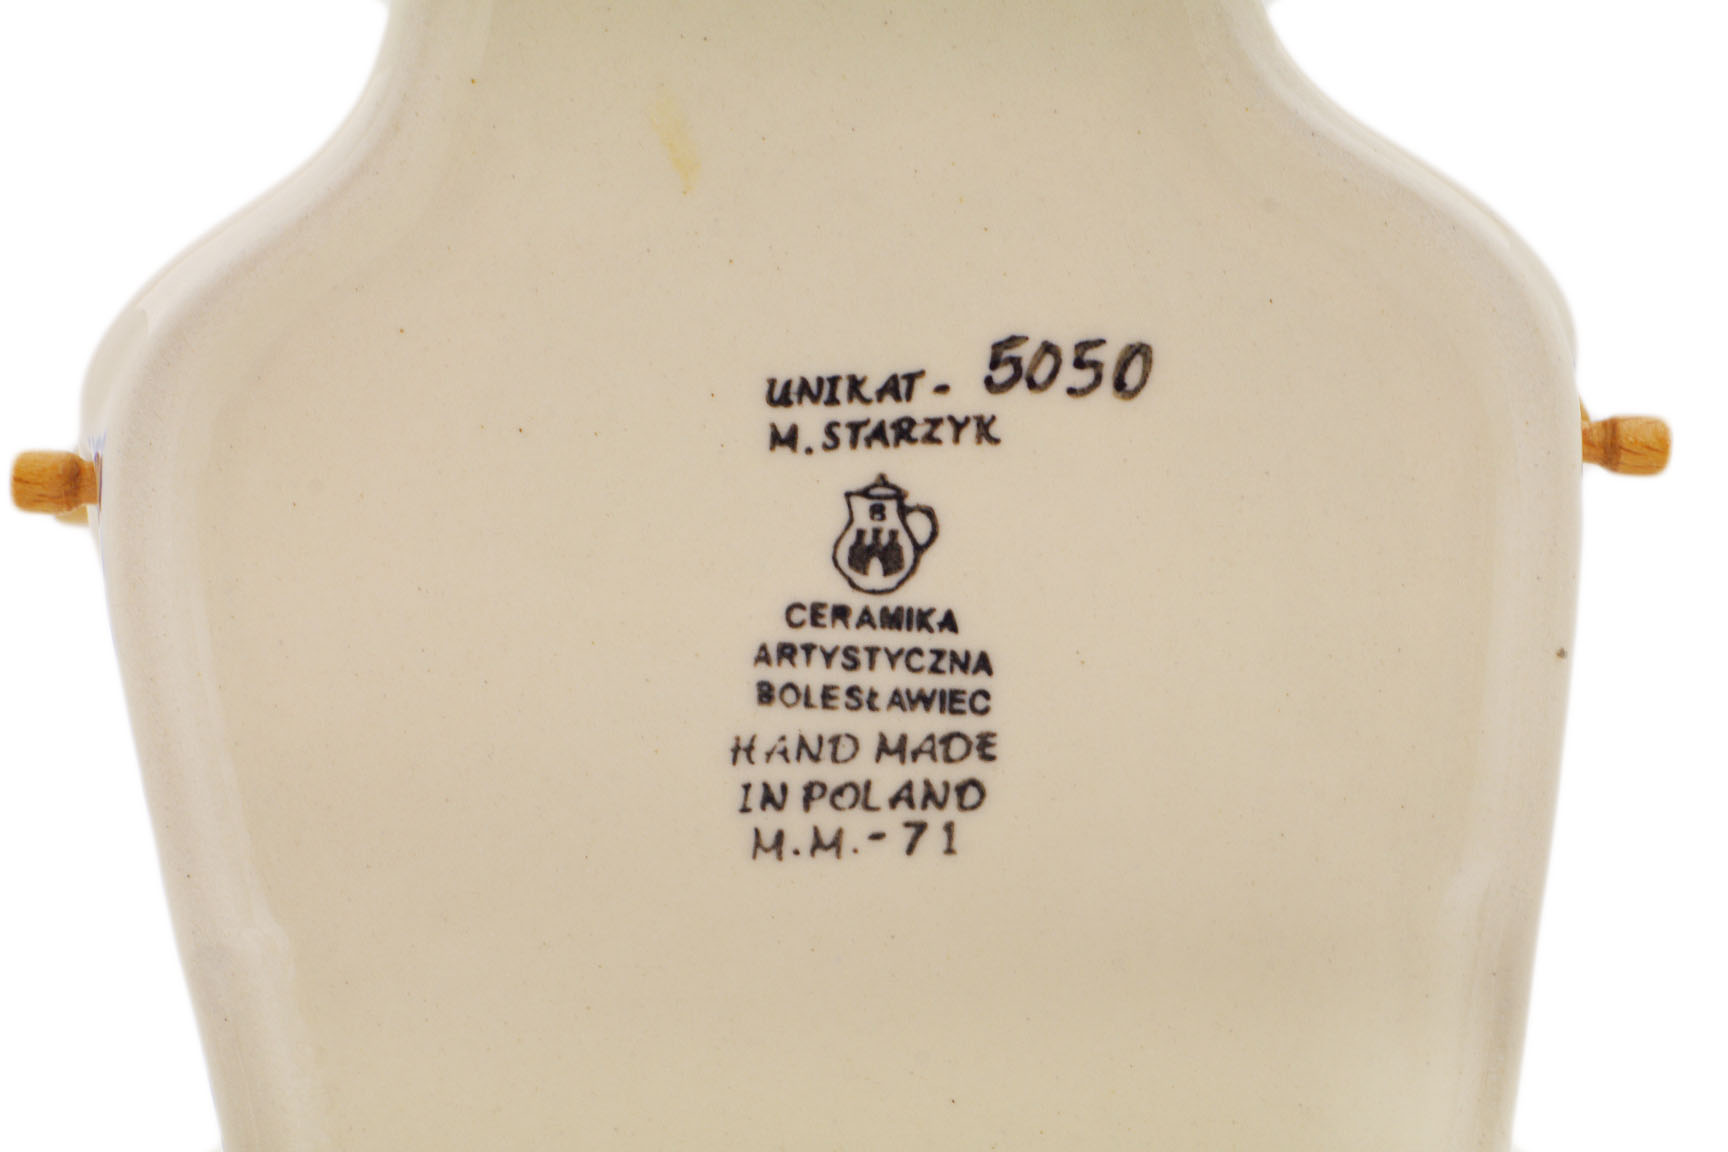 UNIKAT - 5050
M. STARZYK
B
CERAMIKA
ARTYSTYCZNA
BOLESŁAWIEC
HAND MADE
IN POLAND
M.M.-71